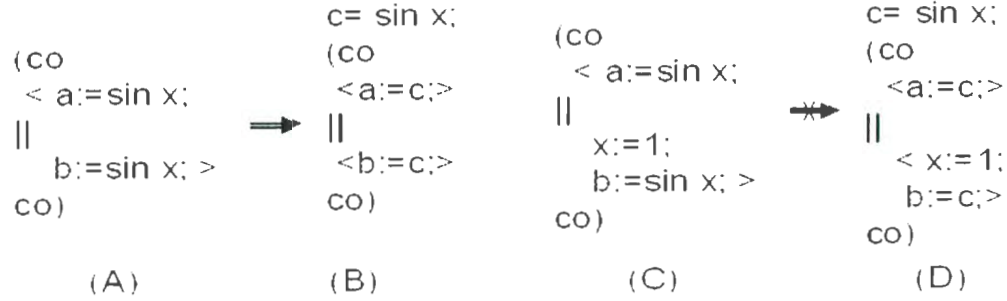 (co
< a:=sin x;
||
b:=sin x; >
co)
(A)
c= sin x;
(co
<a:=c;>
||
<b:=c;>
co)
(B)
(co
< a:=sin x;
||
x:=1;
b:=sin x; >
co)
(C)
c= sin x;
(co
<a:=c;>
||
< x:=1;
b:=c;>
co)
(D)